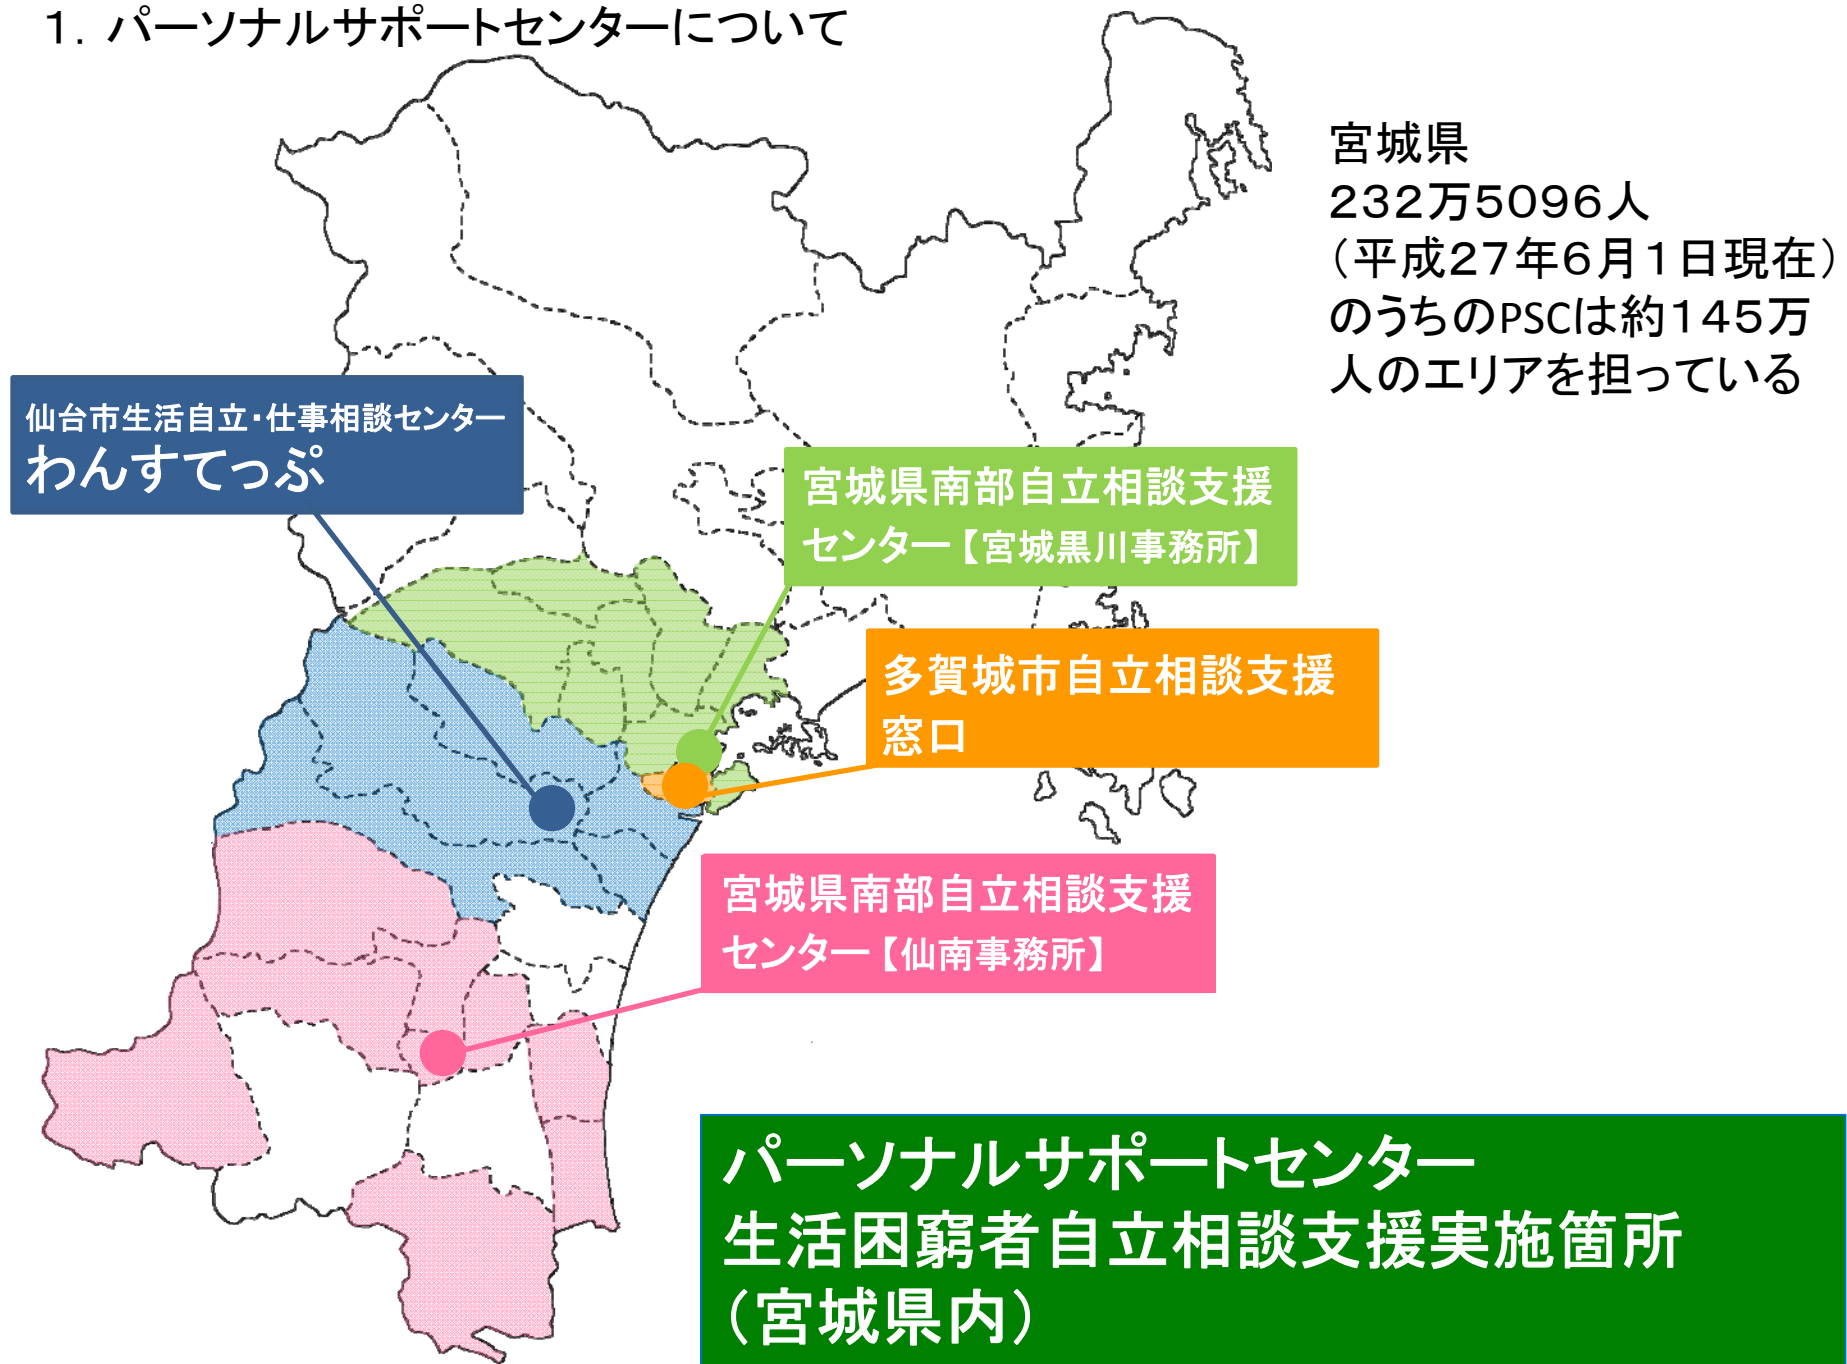 １．パーソナルサポートセンターについて
宮城県
２３２万５０９６人
（平成２７年６月１日現在）
のうちのPSCは約１４５万
人のエリアを担っている
仙台市生活自立・仕事相談センター
わんすてっぷ
宮城県南部自立相談支援
センター【宮城黒川事務所】
多賀城市自立相談支援
窓口
宮城県南部自立相談支援
センター【仙南事務所】
パーソナルサポートセンター
生活困窮者自立相談支援実施箇所
（宮城県内）